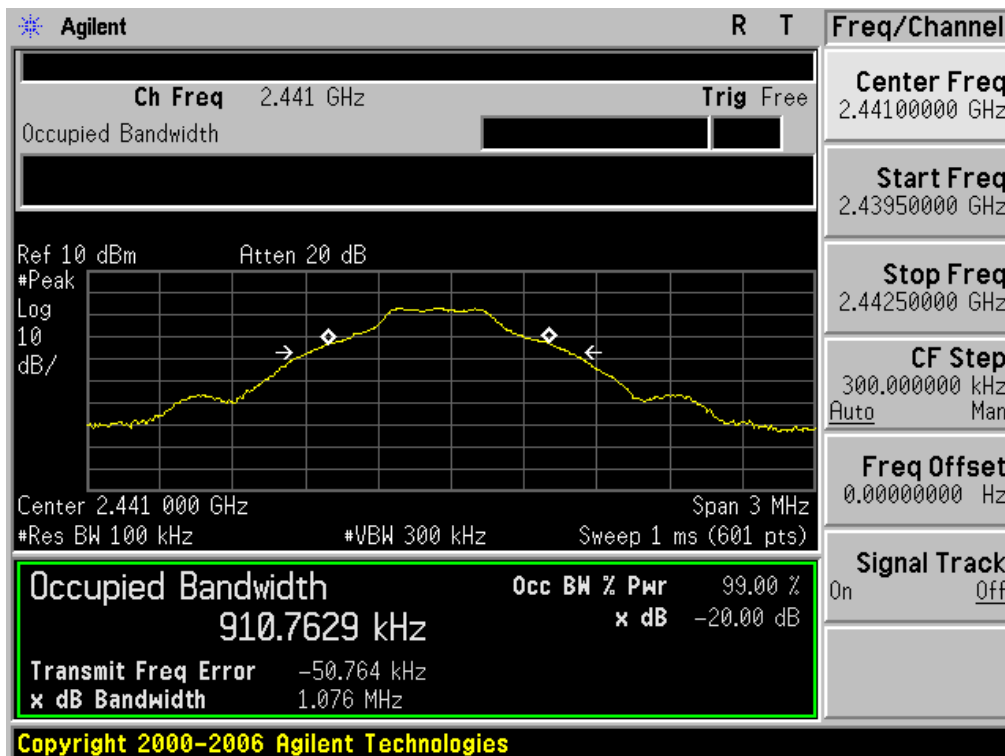 Agilent R T
Ch Freq 2.441 GHz Trig Free
Occupied Bandwidth
Ref 10 dBm Atten 20 dB
#Peak
Log
10
dB/
Center 2.441 000 GHz Span 3 MHz
#Res BW 100 kHz #VBW 300 kHz Sweep 1 ms (601 pts)
Occupied Bandwidth Occ BW % Pwr 99.00 %
910.7629 kHz x dB -20.00 dB
Transmit Freq Error -50.764 kHz
x dB Bandwidth 1.076 MHz
Copyright 2000-2006 Agilent Technologies
Freq/Channel
Center Freq
2.44100000 GHz
Start Freq
2.43950000 GHz
Stop Freq
2.44250000 GHz
CF Step
300.000000 kHz
Auto Man
Freq Offset
0.00000000 Hz
Signal Track
On Off